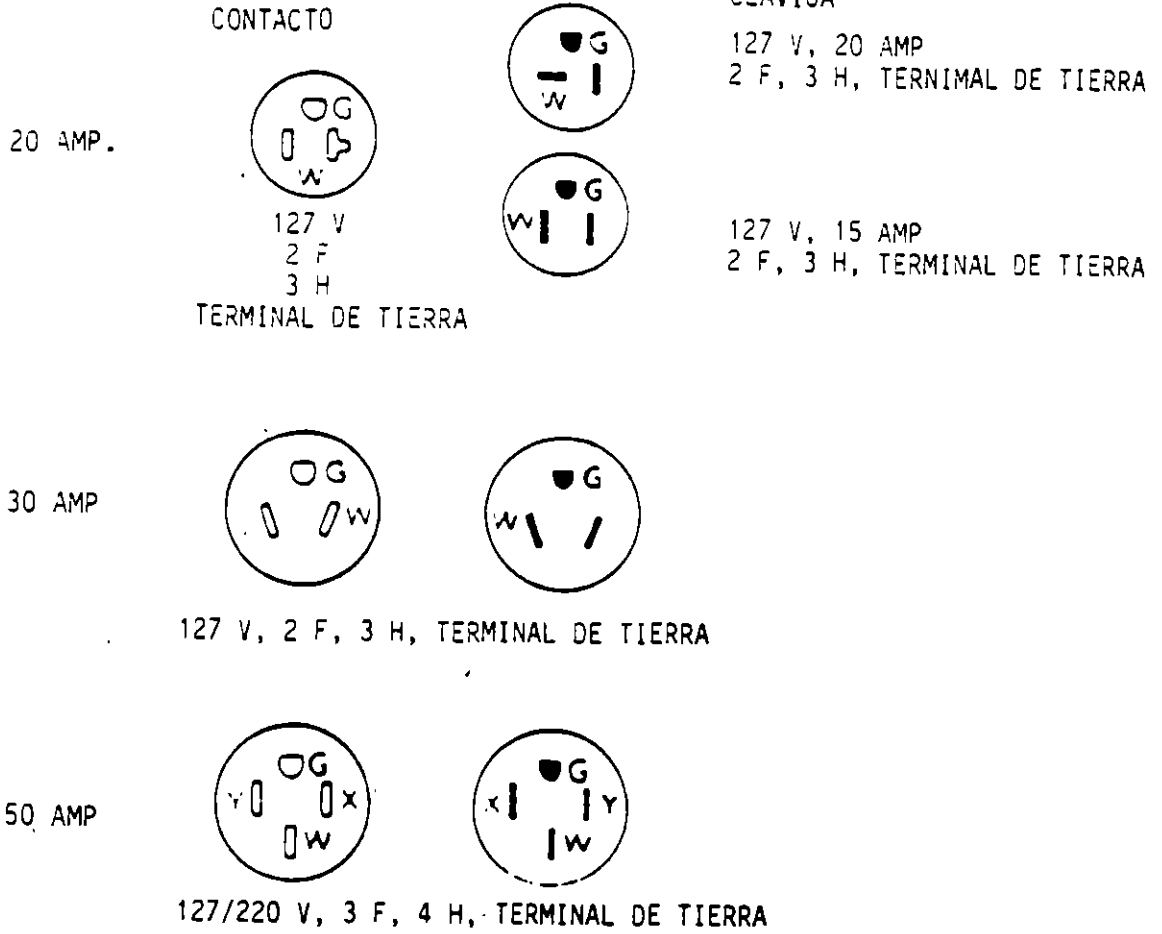 CONTACTO
CLAVIJA
127 V, 20 AMP
2 F, 3 H, TERNIMAL DE TIERRA
20 AMP.
G
W
127 V
2 F
3 H
TERMINAL DE TIERRA
G
W
G
W
127 V, 15 AMP
2 F, 3 H, TERMINAL DE TIERRA
30 AMP
G
W
G
W
127 V, 2 F, 3 H, TERMINAL DE TIERRA
50 AMP
G
Y X
W
G
X Y
W
127/220 V, 3 F, 4 H, TERMINAL DE TIERRA